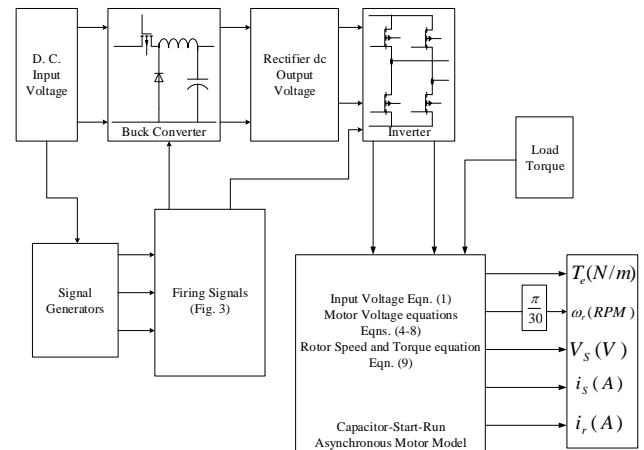 D. C.
Input
Voltage
Buck Converter
Rectifier dc
Output
Voltage
Inverter
Load
Torque
Signal
Generators
Firing Signals
(Fig. 3)
Input Voltage Eqn. (1)
Motor Voltage equations
Eqns. (4-8)
Rotor Speed and Torque equation
Eqn. (9)
Capacitor-Start-Run
Asynchronous Motor Model
π
30
T_e(N/m)
ω_r(RPM)
V_S(V)
i_S(A)
i_r(A)